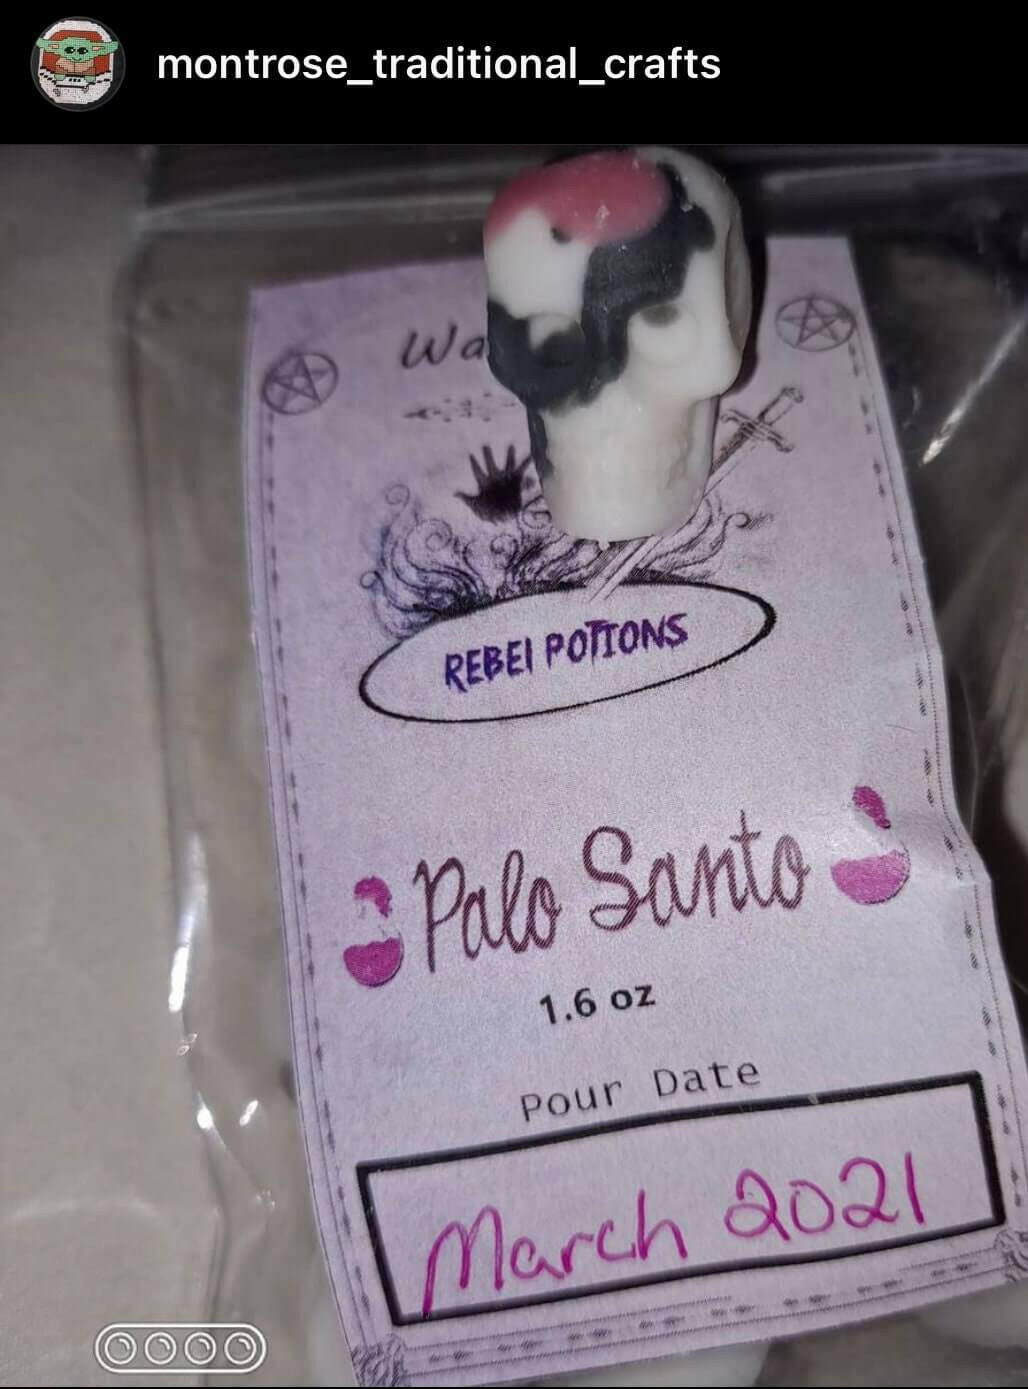 montrose_traditional_crafts
REBEl POTIONS
Palo Santo
1.6 oz
Pour Date
March 2021